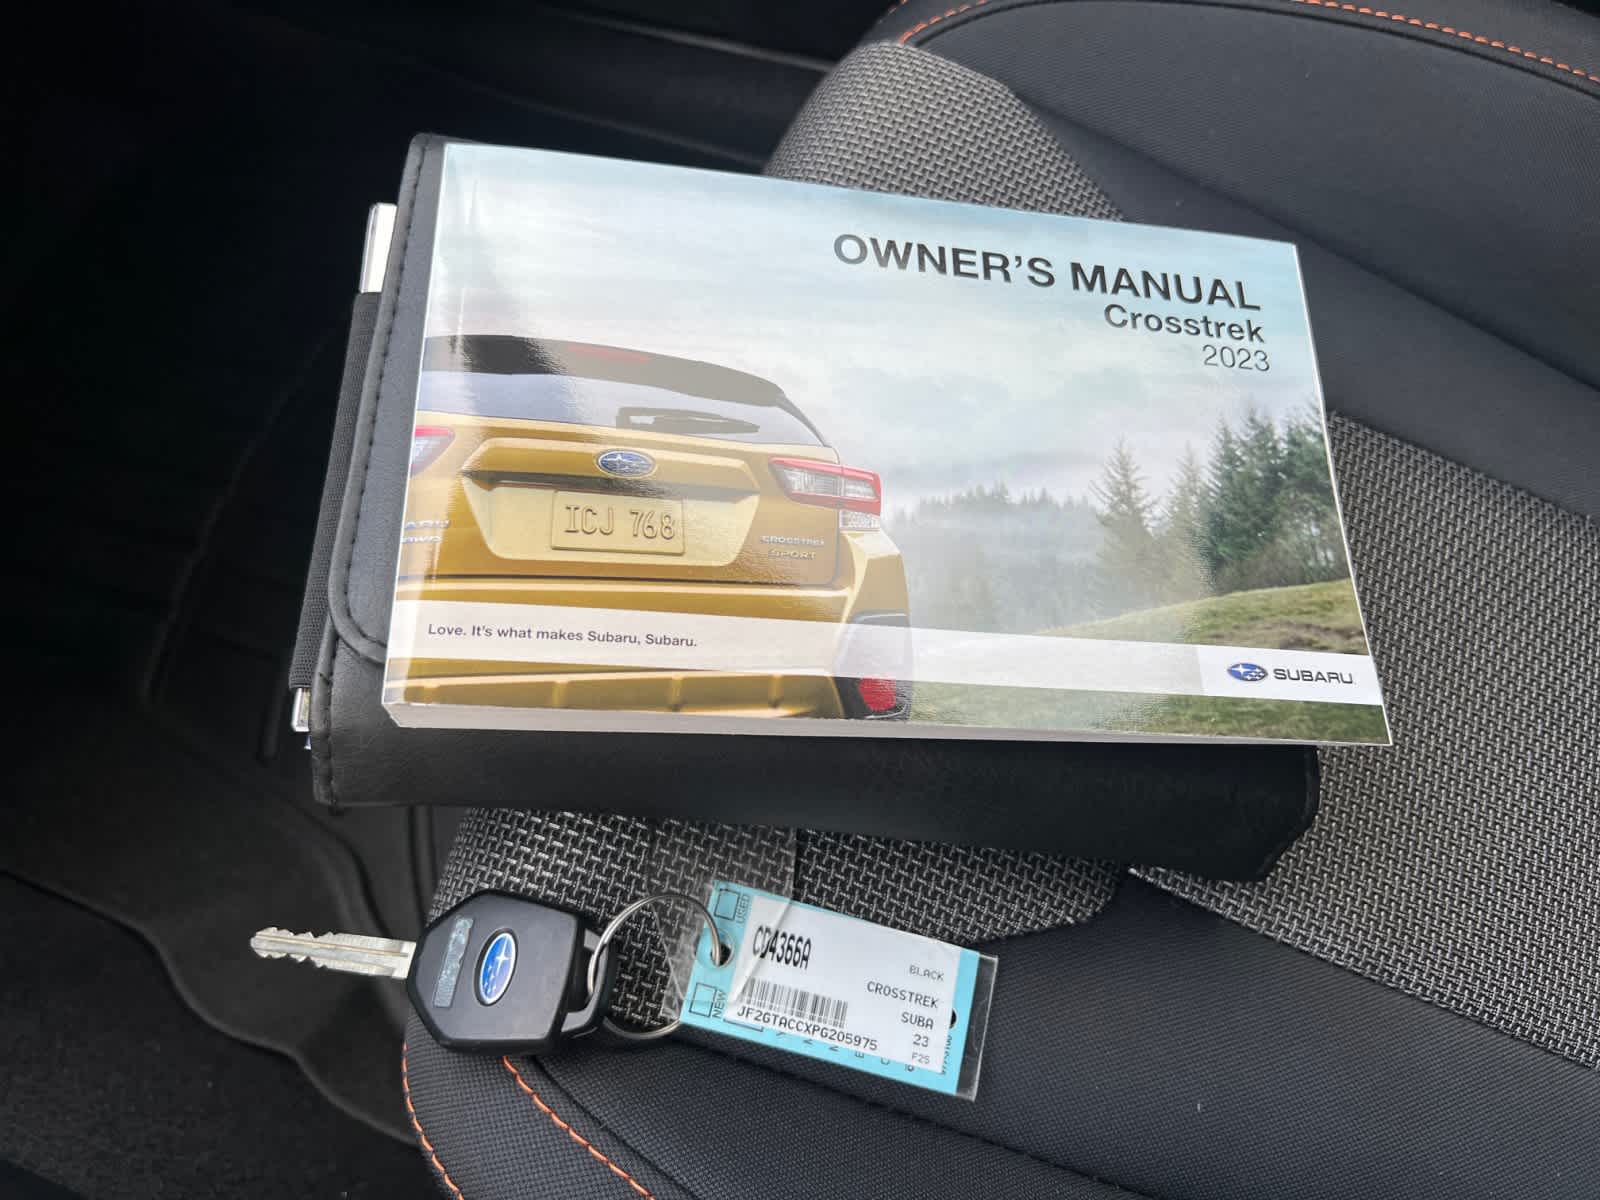 OWNER'S MANUAL
Crosstrek
2023
ICJ 768
CROSSTREK
SPORT
Love. It's what makes Subaru, Subaru.
SUBARU
USED
NEW
CD4366A
BLACK
CROSSTREK
SUBA
23
F25
JF2GTACCXPG205975